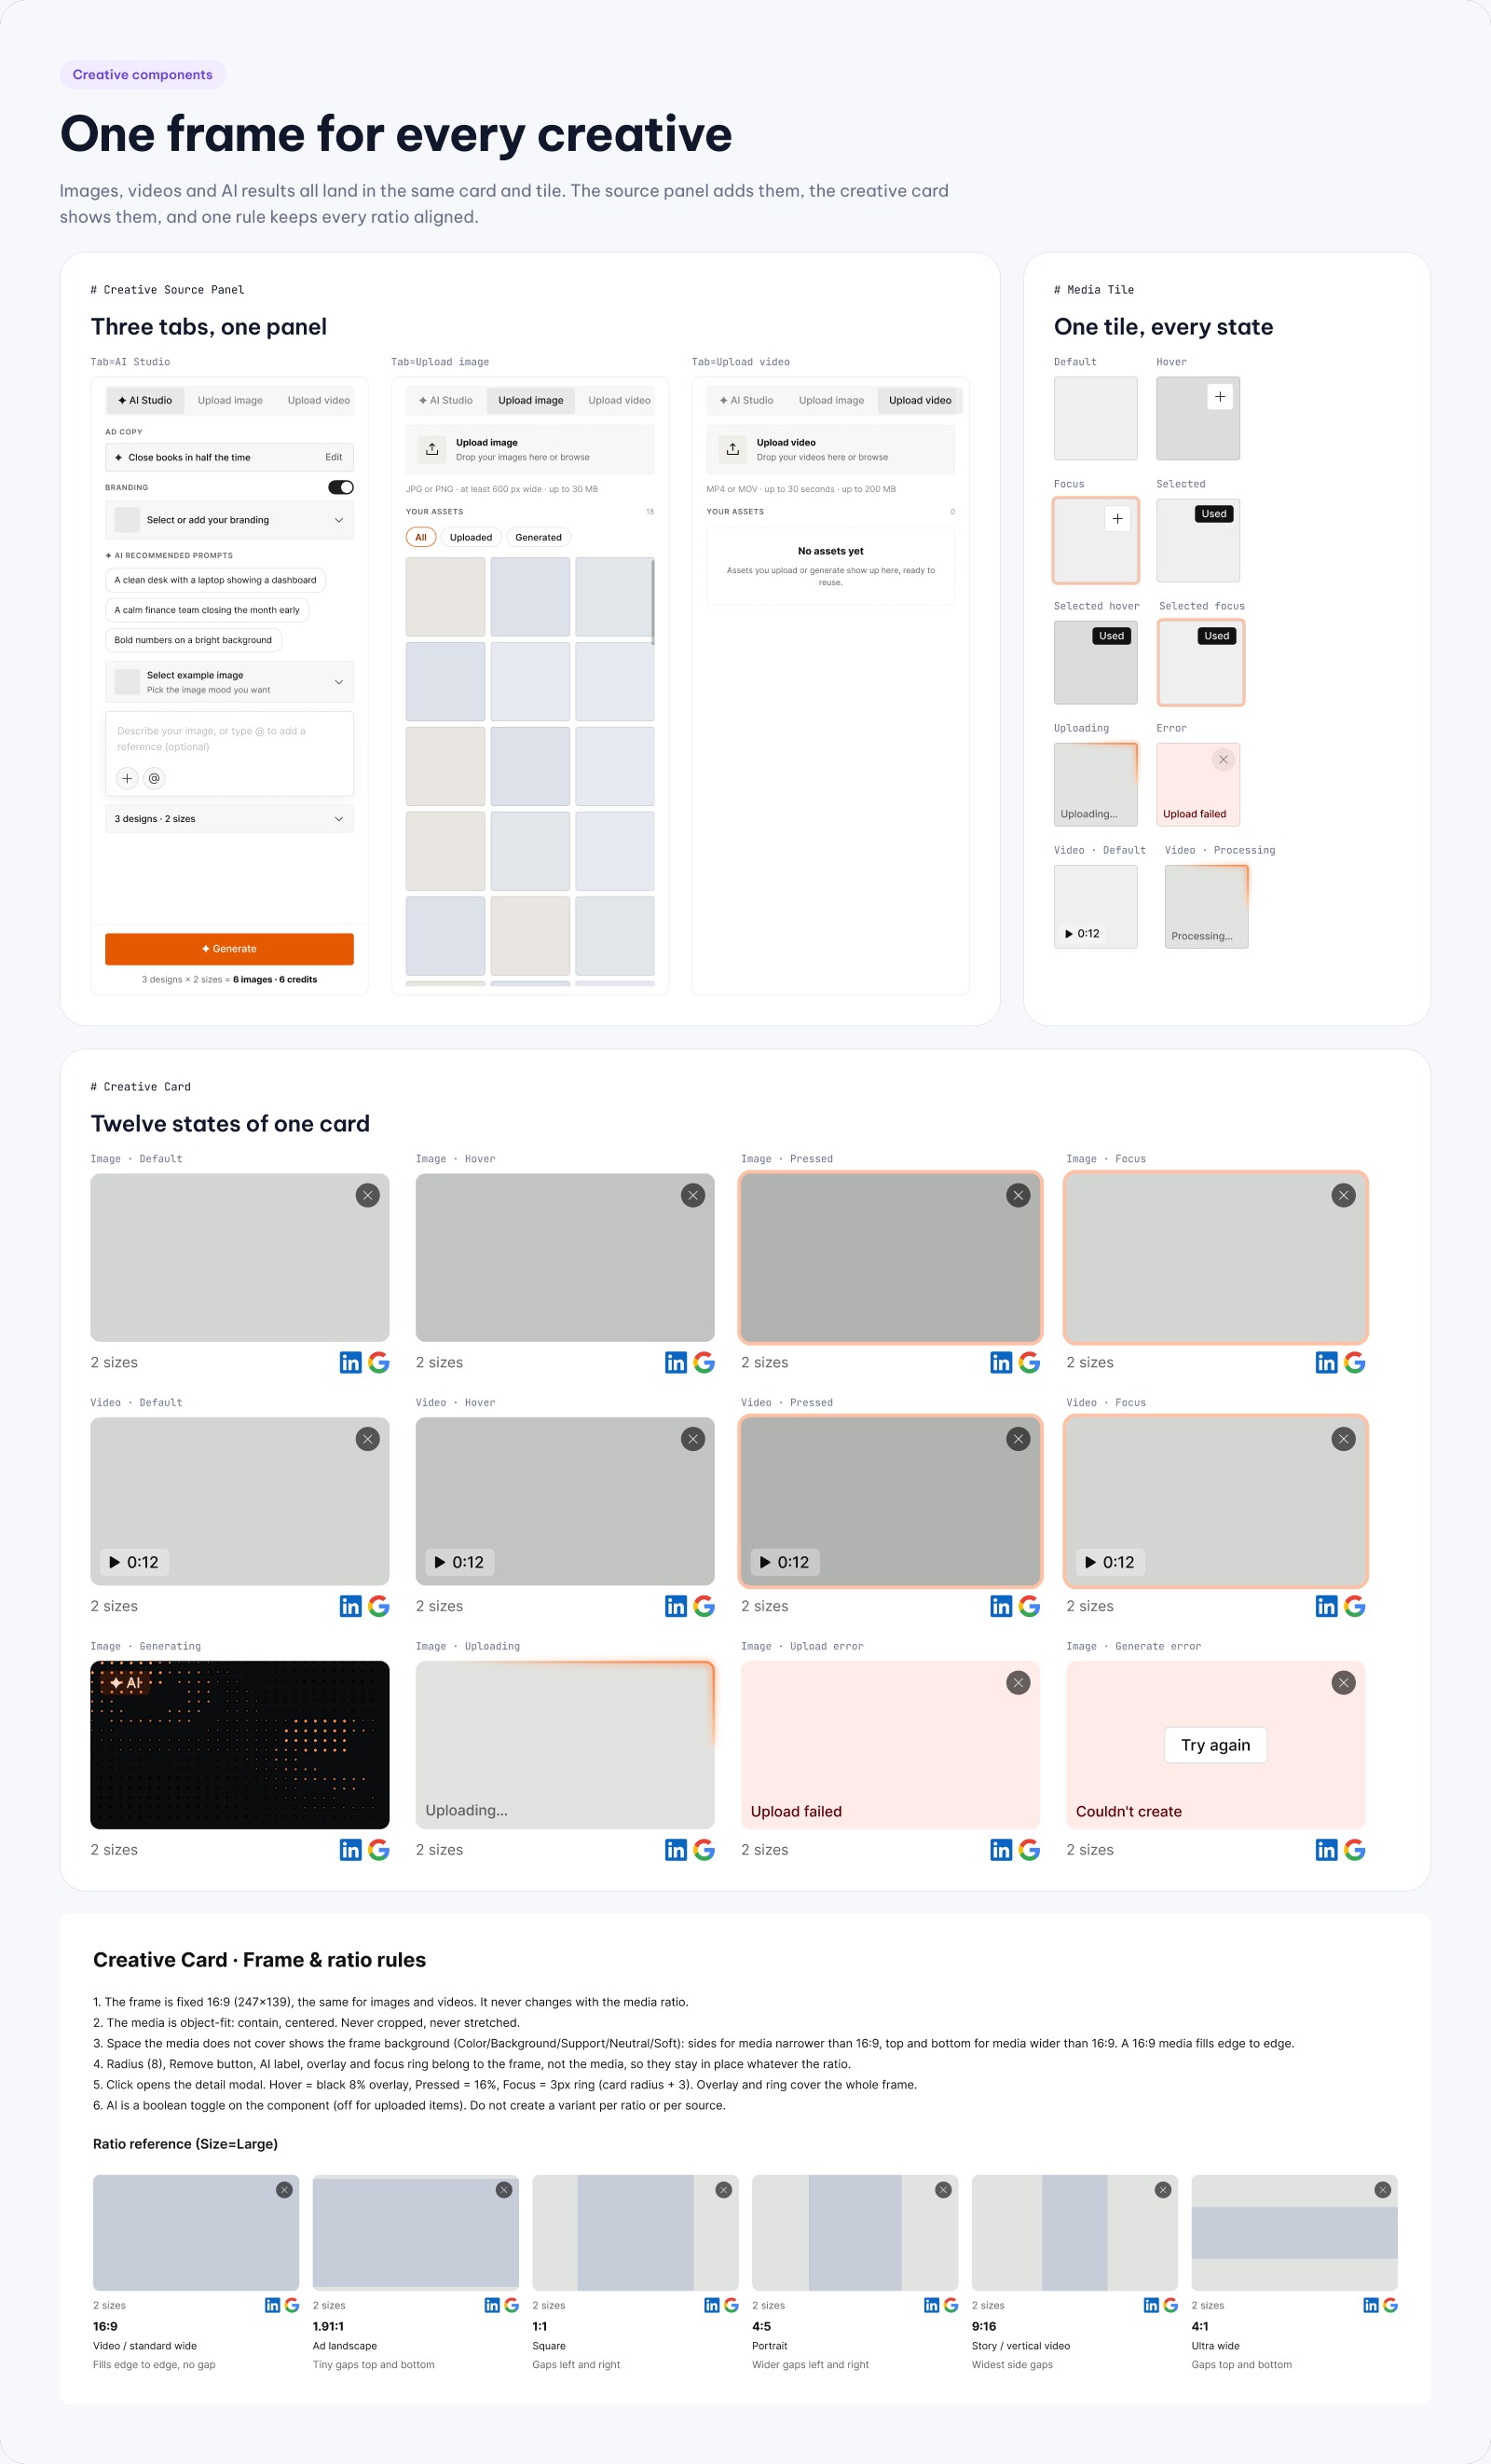 Creative components
One frame for every creative
Images, videos and AI results all land in the same card and tile. The source panel adds them, the creative card
shows them, and one rule keeps every ratio aligned.
# Creative Source Panel
Three tabs, one panel
Tab=AI Studio
AI Studio
Upload image
Upload video
AD COPY
Close books in half the time
Edit
BRANDING
Select or add your branding
AI RECOMMENDED PROMPTS
A clean desk with a laptop showing a dashboard
A calm finance team closing the month early
Bold numbers on a bright background
Select example image
Pick the image mood you want
Describe your image, or type @ to add a
reference (optional)
@
3 designs · 2 sizes
Generate
3 designs × 2 sizes = 6 images · 6 credits
Tab=Upload image
AI Studio
Upload image
Upload video
Upload image
Drop your images here or browse
JPG or PNG · at least 600 px wide · up to 30 MB
YOUR ASSETS
18
All
Uploaded
Generated
Tab=Upload video
AI Studio
Upload image
Upload video
Upload video
Drop your videos here or browse
MP4 or MOV · up to 30 seconds · up to 200 MB
YOUR ASSETS
0
No assets yet
Assets you upload or generate show up here, ready to
reuse.
# Media Tile
One tile, every state
Default
Hover
Focus
Selected
Used
Selected hover
Selected focus
Used
Used
Uploading
Error
Uploading...
Upload failed
Video · Default
Video · Processing
0:12
Processing...
# Creative Card
Twelve states of one card
Image · Default
Image · Hover
Image · Pressed
Image · Focus
2 sizes
in G
2 sizes
in G
2 sizes
in G
2 sizes
in G
Video · Default
Video · Hover
Video · Pressed
Video · Focus
0:12
0:12
0:12
0:12
2 sizes
in G
2 sizes
in G
2 sizes
in G
2 sizes
in G
Image · Generating
Image · Uploading
Image · Upload error
Image · Generate error
AI
Try again
Uploading...
Upload failed
Couldn't create
2 sizes
in G
2 sizes
in G
2 sizes
in G
2 sizes
in G
Creative Card · Frame & ratio rules
1. The frame is fixed 16:9 (247×139), the same for images and videos. It never changes with the media ratio.
2. The media is object-fit: contain, centered. Never cropped, never stretched.
3. Space the media does not cover shows the frame background (Color/Background/Support/Neutral/Soft): sides for media narrower than 16:9, top and bottom for media wider than 16:9. A 16:9 media fills edge to edge.
4. Radius (8), Remove button, AI label, overlay and focus ring belong to the frame, not the media, so they stay in place whatever the ratio.
5. Click opens the detail modal. Hover = black 8% overlay, Pressed = 16%, Focus = 3px ring (card radius + 3). Overlay and ring cover the whole frame.
6. AI is a boolean toggle on the component (off for uploaded items). Do not create a variant per ratio or per source.
Ratio reference (Size=Large)
2 sizes
in G
16:9
Video / standard wide
Fills edge to edge, no gap
2 sizes
in G
1.91:1
Ad landscape
Tiny gaps top and bottom
2 sizes
in G
1:1
Square
Gaps left and right
2 sizes
in G
4:5
Portrait
Wider gaps left and right
2 sizes
in G
9:16
Story / vertical video
Widest side gaps
2 sizes
in G
4:1
Ultra wide
Gaps top and bottom